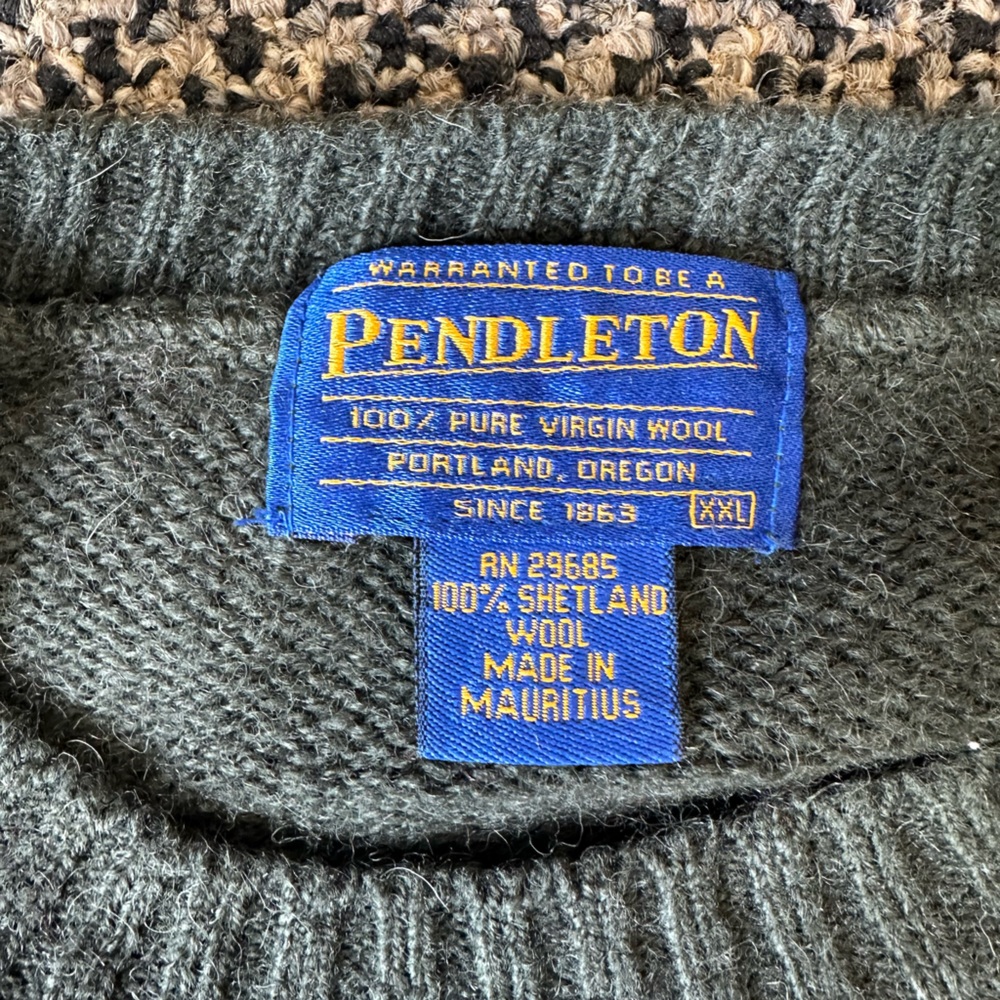 WARRANTED TO BE A
PENDLETON
100% PURE VIRGIN WOOL
PORTLAND, OREGON
SINCE 1863 XXL
RN 29685
100% SHETLAND
WOOL
MADE IN
MAURITIUS